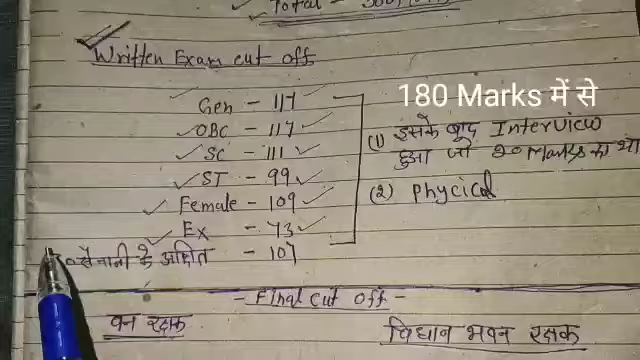 Total -
Written Exam cut off
180 Marks में से
Gen - 117
OBC - 117
SC - 111
ST - 99
Female - 109
Ex - 73
के आश्रित - 107
(1) इसके बाद Interview
हुआ जो 20 Marks का था
(2) Phycical
- Final Cut Off -
वन रक्षक
विधान भवन रक्षक